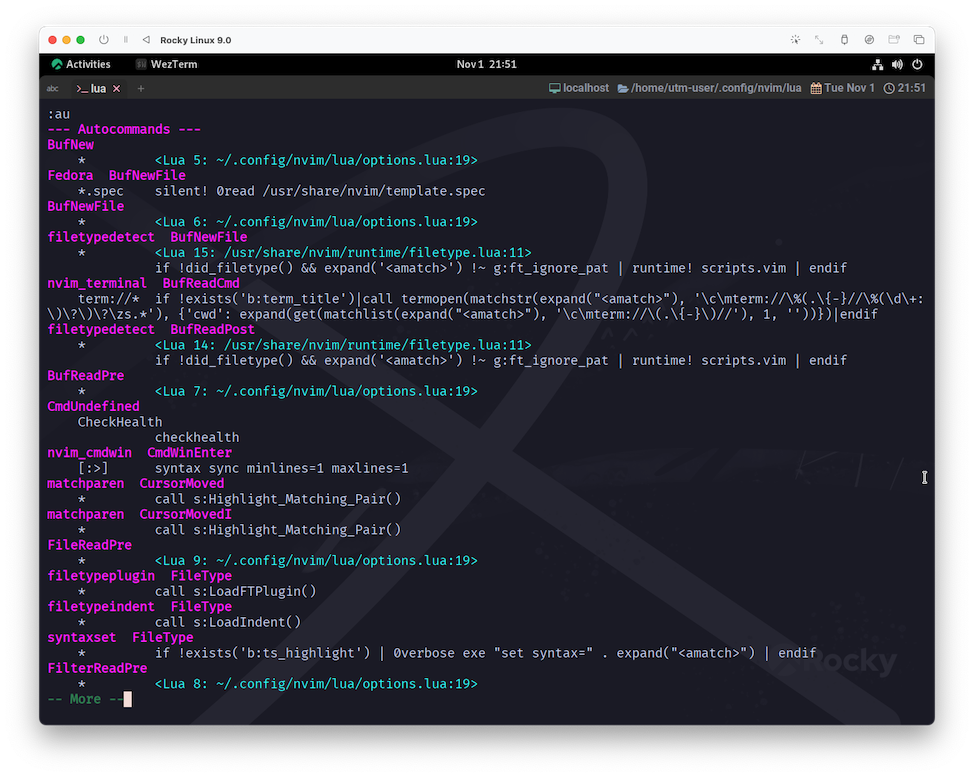 Rocky Linux 9.0
Activities WezTerm Nov 1 21:51
abc >_ lua × + localhost /home/utm-user/.config/nvim/lua Tue Nov 1 21:51
:au
--- Autocommands ---
BufNew
* <Lua 5: ~/.config/nvim/lua/options.lua:19>
Fedora BufNewFile
*.spec silent! 0read /usr/share/nvim/template.spec
BufNewFile
* <Lua 6: ~/.config/nvim/lua/options.lua:19>
filetypedetect BufNewFile
* <Lua 15: /usr/share/nvim/runtime/filetype.lua:11>
if !did_filetype() && expand('<amatch>') !~ g:ft_ignore_pat | runtime! scripts.vim | endif
nvim_terminal BufReadCmd
term://* if !exists('b:term_title')|call termopen(matchstr(expand("<amatch>"), '\c\mterm://\%(.\{-}//\%(\d\+:
\)\?\)\?\zs.*'), {'cwd': expand(get(matchlist(expand("<amatch>"), '\c\mterm://\(.\{-}\)//'), 1, ''))})|endif
filetypedetect BufReadPost
* <Lua 14: /usr/share/nvim/runtime/filetype.lua:11>
if !did_filetype() && expand('<amatch>') !~ g:ft_ignore_pat | runtime! scripts.vim | endif
BufReadPre
* <Lua 7: ~/.config/nvim/lua/options.lua:19>
CmdUndefined
CheckHealth
checkhealth
nvim_cmdwin CmdWinEnter
[:>] syntax sync minlines=1 maxlines=1
matchparen CursorMoved
* call s:Highlight_Matching_Pair()
matchparen CursorMovedI
* call s:Highlight_Matching_Pair()
FileReadPre
* <Lua 9: ~/.config/nvim/lua/options.lua:19>
filetypeplugin FileType
* call s:LoadFTPlugin()
filetypeindent FileType
* call s:LoadIndent()
syntaxset FileType
* if !exists('b:ts_highlight') | 0verbose exe "set syntax=" . expand("<amatch>") | endif
Rocky
FilterReadPre
* <Lua 8: ~/.config/nvim/lua/options.lua:19>
-- More --